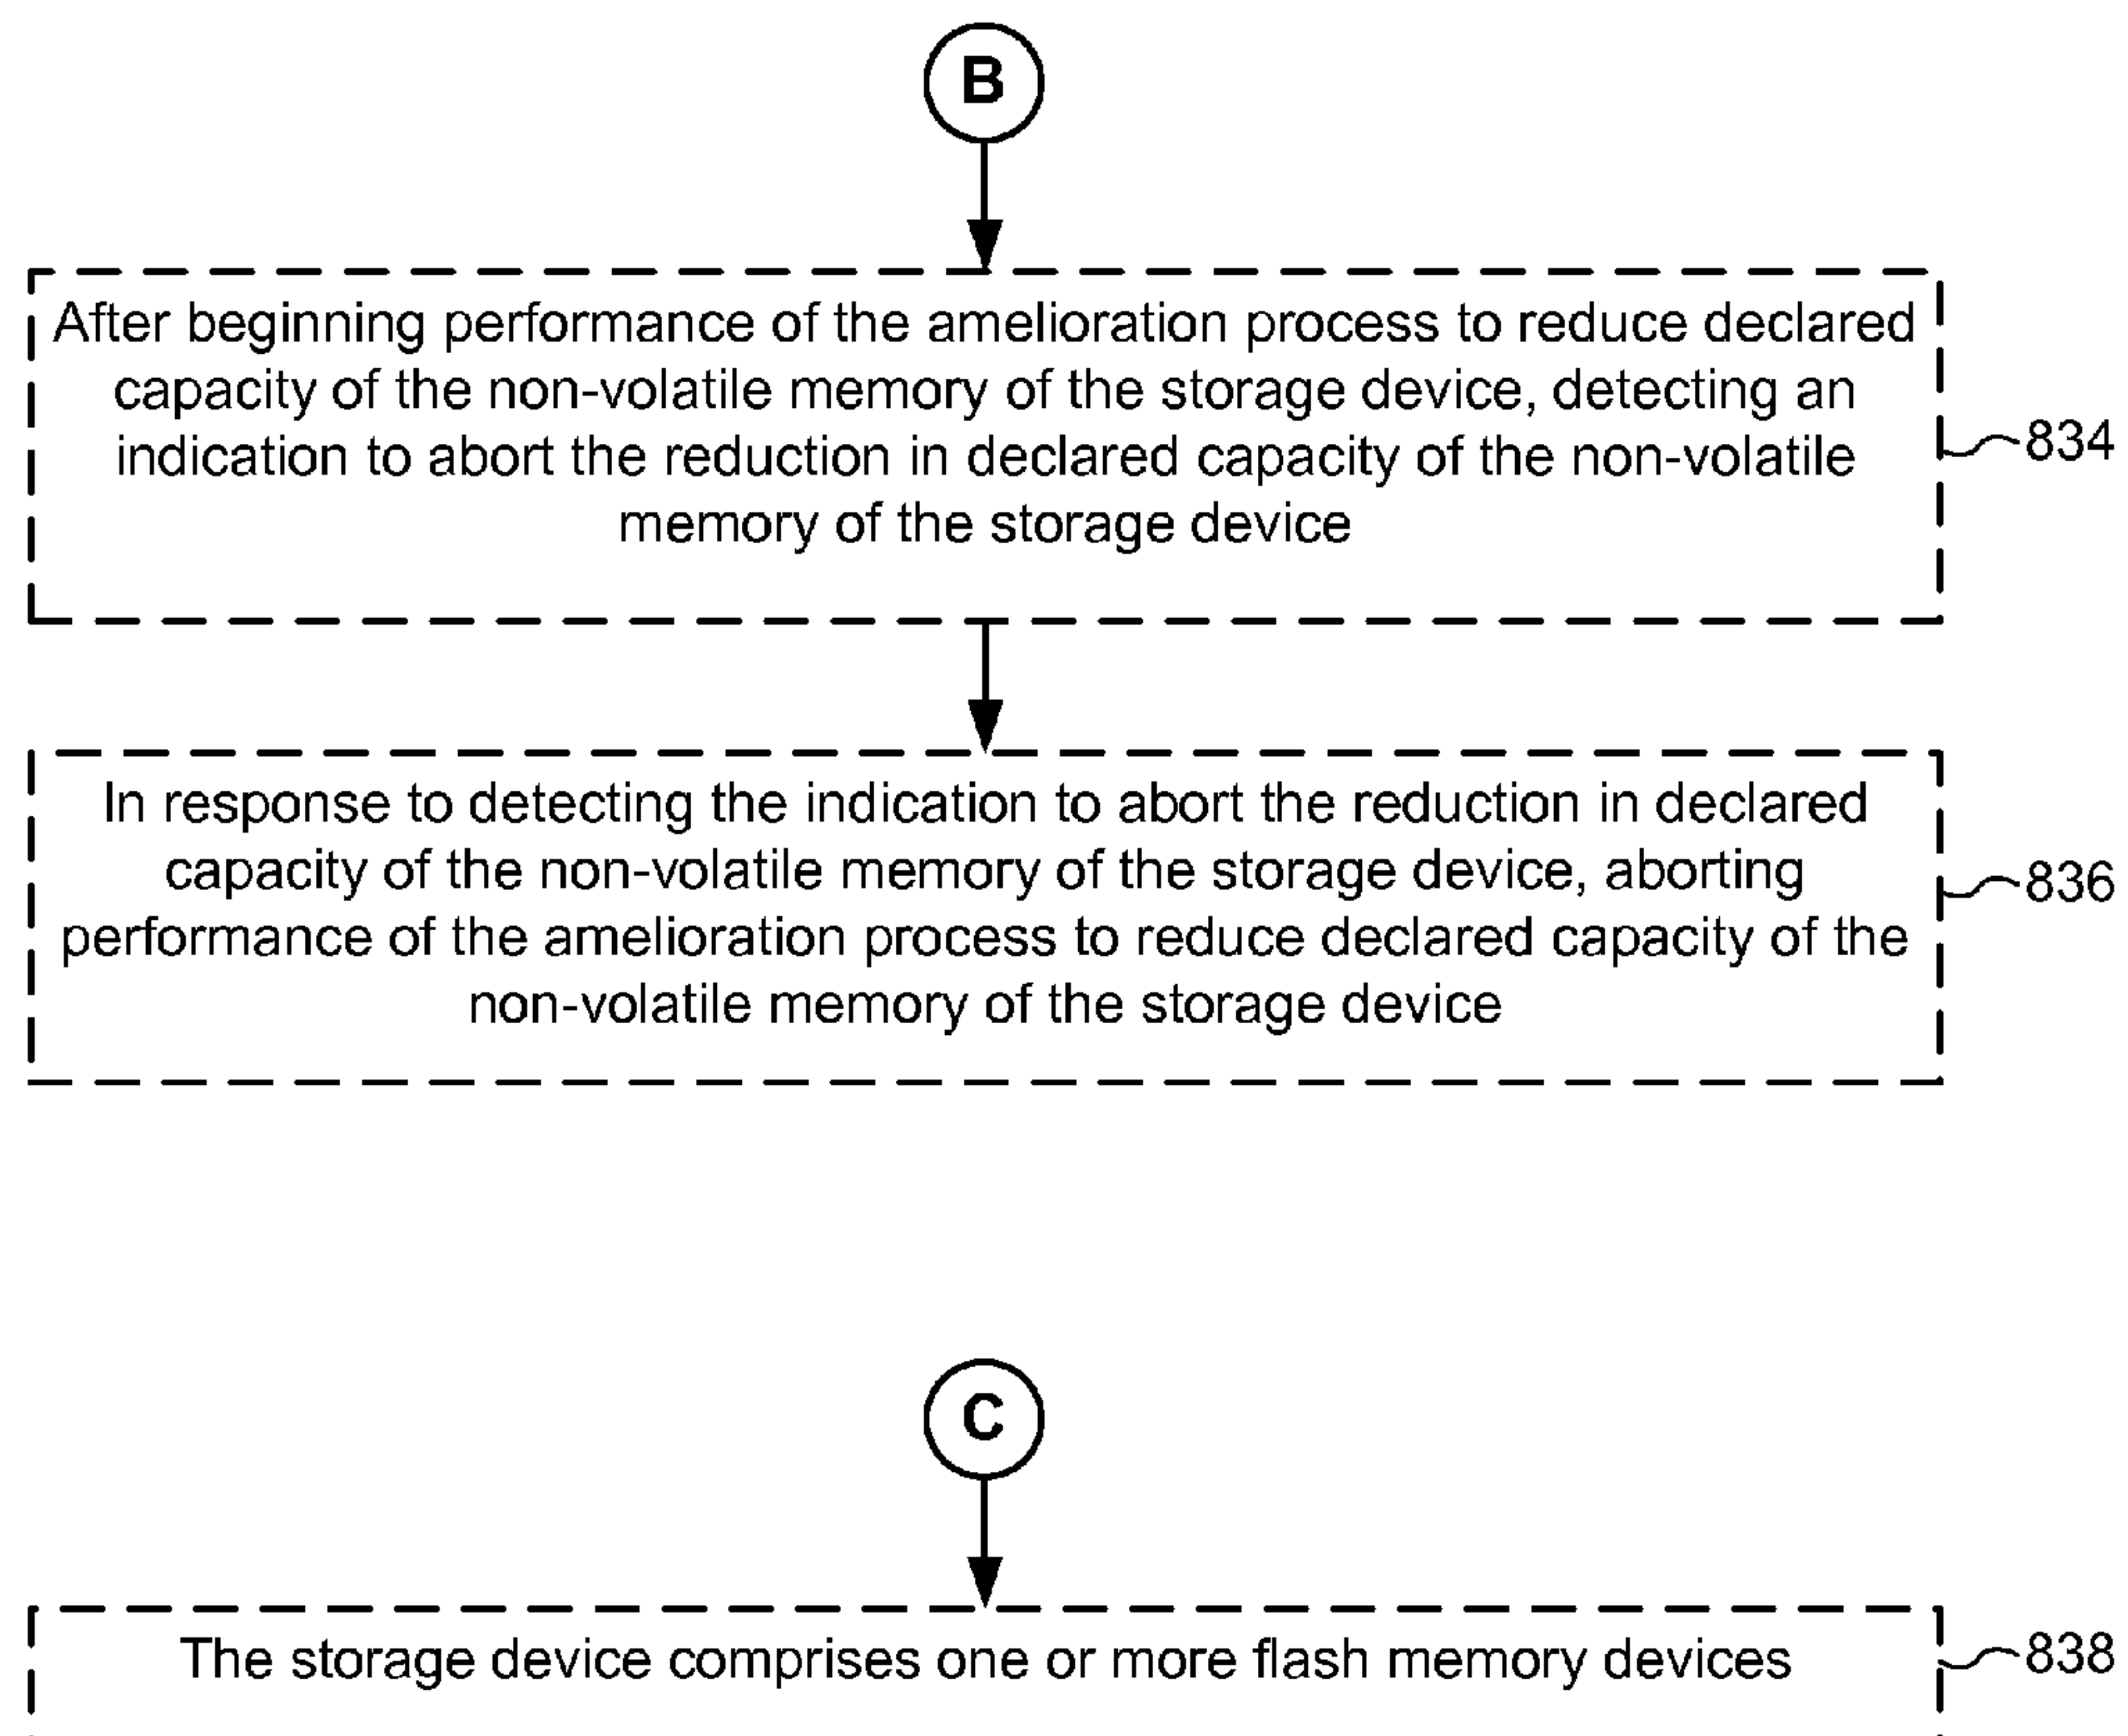 B
After beginning performance of the amelioration process to reduce declared
capacity of the non-volatile memory of the storage device, detecting an
indication to abort the reduction in declared capacity of the non-volatile
memory of the storage device
834
In response to detecting the indication to abort the reduction in declared
capacity of the non-volatile memory of the storage device, aborting
performance of the amelioration process to reduce declared capacity of the
non-volatile memory of the storage device
836
C
The storage device comprises one or more flash memory devices
838